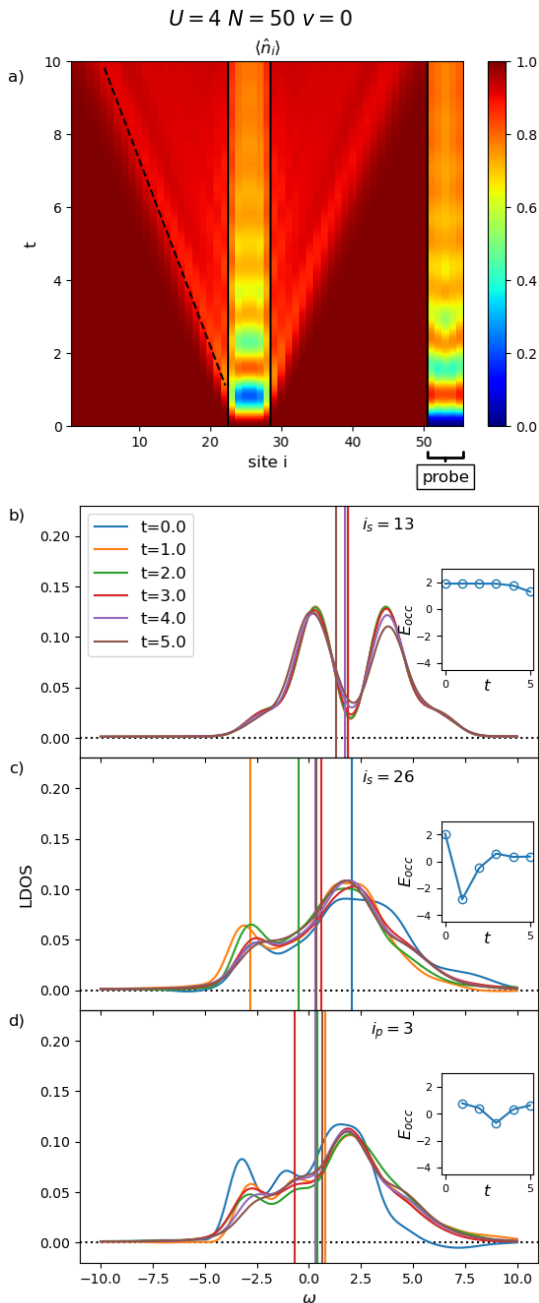 U = 4 N = 50 v = 0
⟨n̂ᵢ⟩
a)
10
8
6
4
2
0
t
10 20 30 40 50
site i
probe
1.0
0.8
0.6
0.4
0.2
0.0
b)
0.20
0.15
0.10
0.05
0.00
t=0.0
t=1.0
t=2.0
t=3.0
t=4.0
t=5.0
iₛ = 13
E_occ
2
0
−2
−4
0 5
t
c)
0.20
0.15
0.10
0.05
0.00
LDOS
iₛ = 26
E_occ
2
0
−2
−4
0 5
t
d)
0.20
0.15
0.10
0.05
0.00
iₚ = 3
E_occ
2
0
−2
−4
0 5
t
−10.0 −7.5 −5.0 −2.5 0.0 2.5 5.0 7.5 10.0
ω